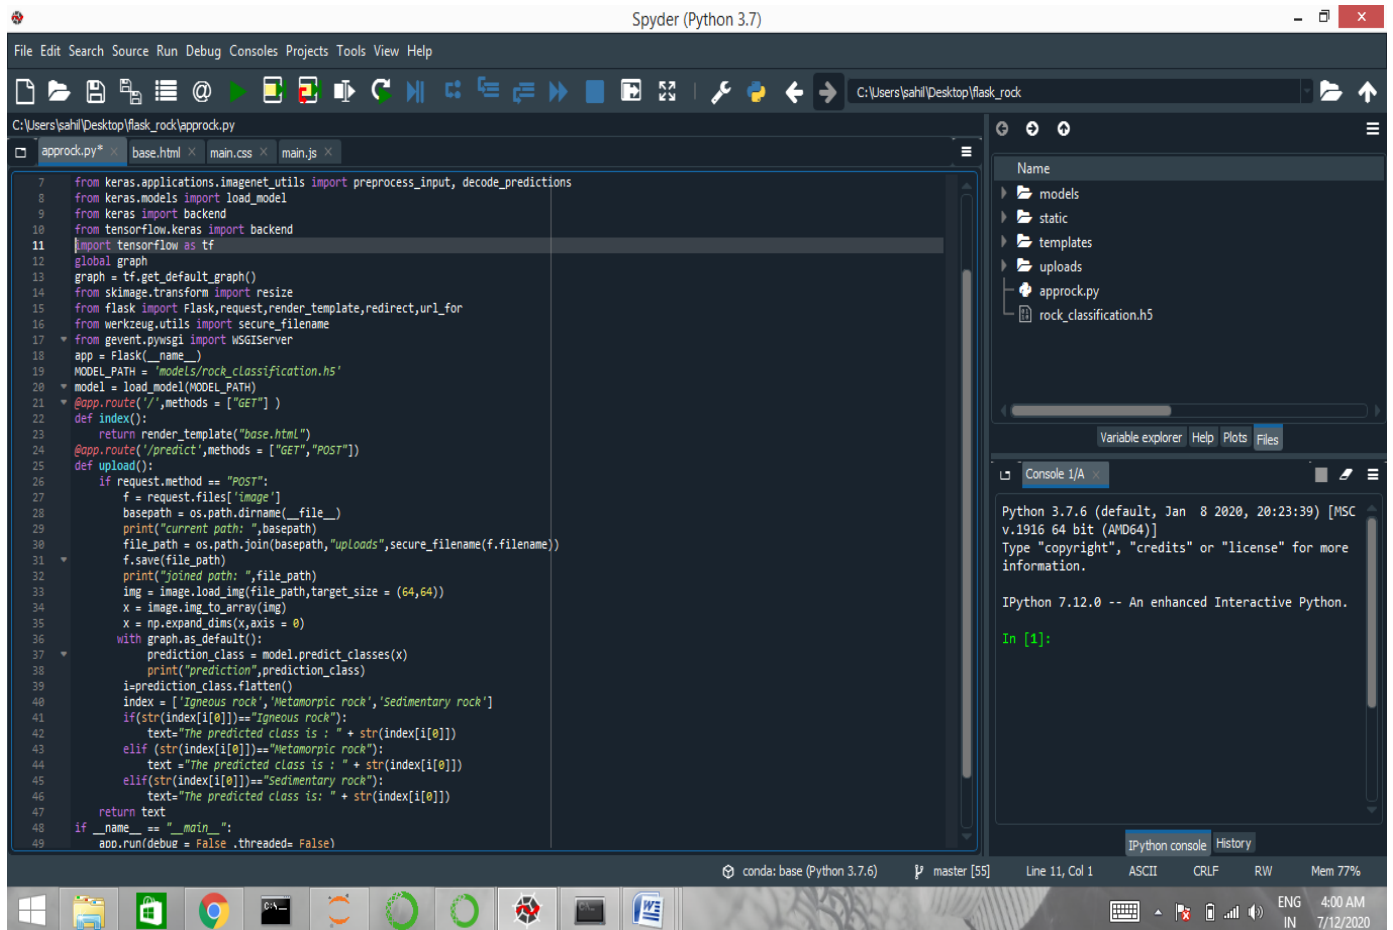 Spyder (Python 3.7)
File Edit Search Source Run Debug Consoles Projects Tools View Help
C:\Users\sahil\Desktop\flask_rock
C:\Users\sahil\Desktop\flask_rock\approck.py
approck.py* base.html main.css main.js
7 from keras.applications.imagenet_utils import preprocess_input, decode_predictions
8 from keras.models import load_model
9 from keras import backend
10 from tensorflow.keras import backend
11 import tensorflow as tf
12 global graph
13 graph = tf.get_default_graph()
14 from skimage.transform import resize
15 from flask import Flask,request,render_template,redirect,url_for
16 from werkzeug.utils import secure_filename
17 from gevent.pywsgi import WSGIServer
18 app = Flask(__name__)
19 MODEL_PATH = 'models/rock_classification.h5'
20 model = load_model(MODEL_PATH)
21 @app.route('/',methods = ["GET"] )
22 def index():
23     return render_template("base.html")
24 @app.route('/predict',methods = ["GET","POST"])
25 def upload():
26     if request.method == "POST":
27         f = request.files['image']
28         basepath = os.path.dirname(__file__)
29         print("current path: ",basepath)
30         file_path = os.path.join(basepath,"uploads",secure_filename(f.filename))
31         f.save(file_path)
32         print("joined path: ",file_path)
33         img = image.load_img(file_path,target_size = (64,64))
34         x = image.img_to_array(img)
35         x = np.expand_dims(x,axis = 0)
36        with graph.as_default():
37             prediction_class = model.predict_classes(x)
38             print("prediction",prediction_class)
39         i=prediction_class.flatten()
40         index = ['Igneous rock','Metamorpic rock','Sedimentary rock']
41         if(str(index[i[0]])=="Igneous rock"):
42             text="The predicted class is : " + str(index[i[0]])
43         elif (str(index[i[0]])=="Metamorpic rock"):
44             text ="The predicted class is : " + str(index[i[0]])
45         elif(str(index[i[0]])=="Sedimentary rock"):
46             text="The predicted class is: " + str(index[i[0]])
47     return text
48 if __name__ == "__main__":
49     app.run(debug = False ,threaded= False)
Name
models
static
templates
uploads
approck.py
rock_classification.h5
Variable explorer Help Plots Files
Console 1/A
Python 3.7.6 (default, Jan  8 2020, 20:23:39) [MSC
v.1916 64 bit (AMD64)]
Type "copyright", "credits" or "license" for more
information.
IPython 7.12.0 -- An enhanced Interactive Python.
In [1]:
IPython console History
conda: base (Python 3.7.6) master [55] Line 11, Col 1 ASCII CRLF RW Mem 77%
ENG 4:00 AM
IN 7/12/2020